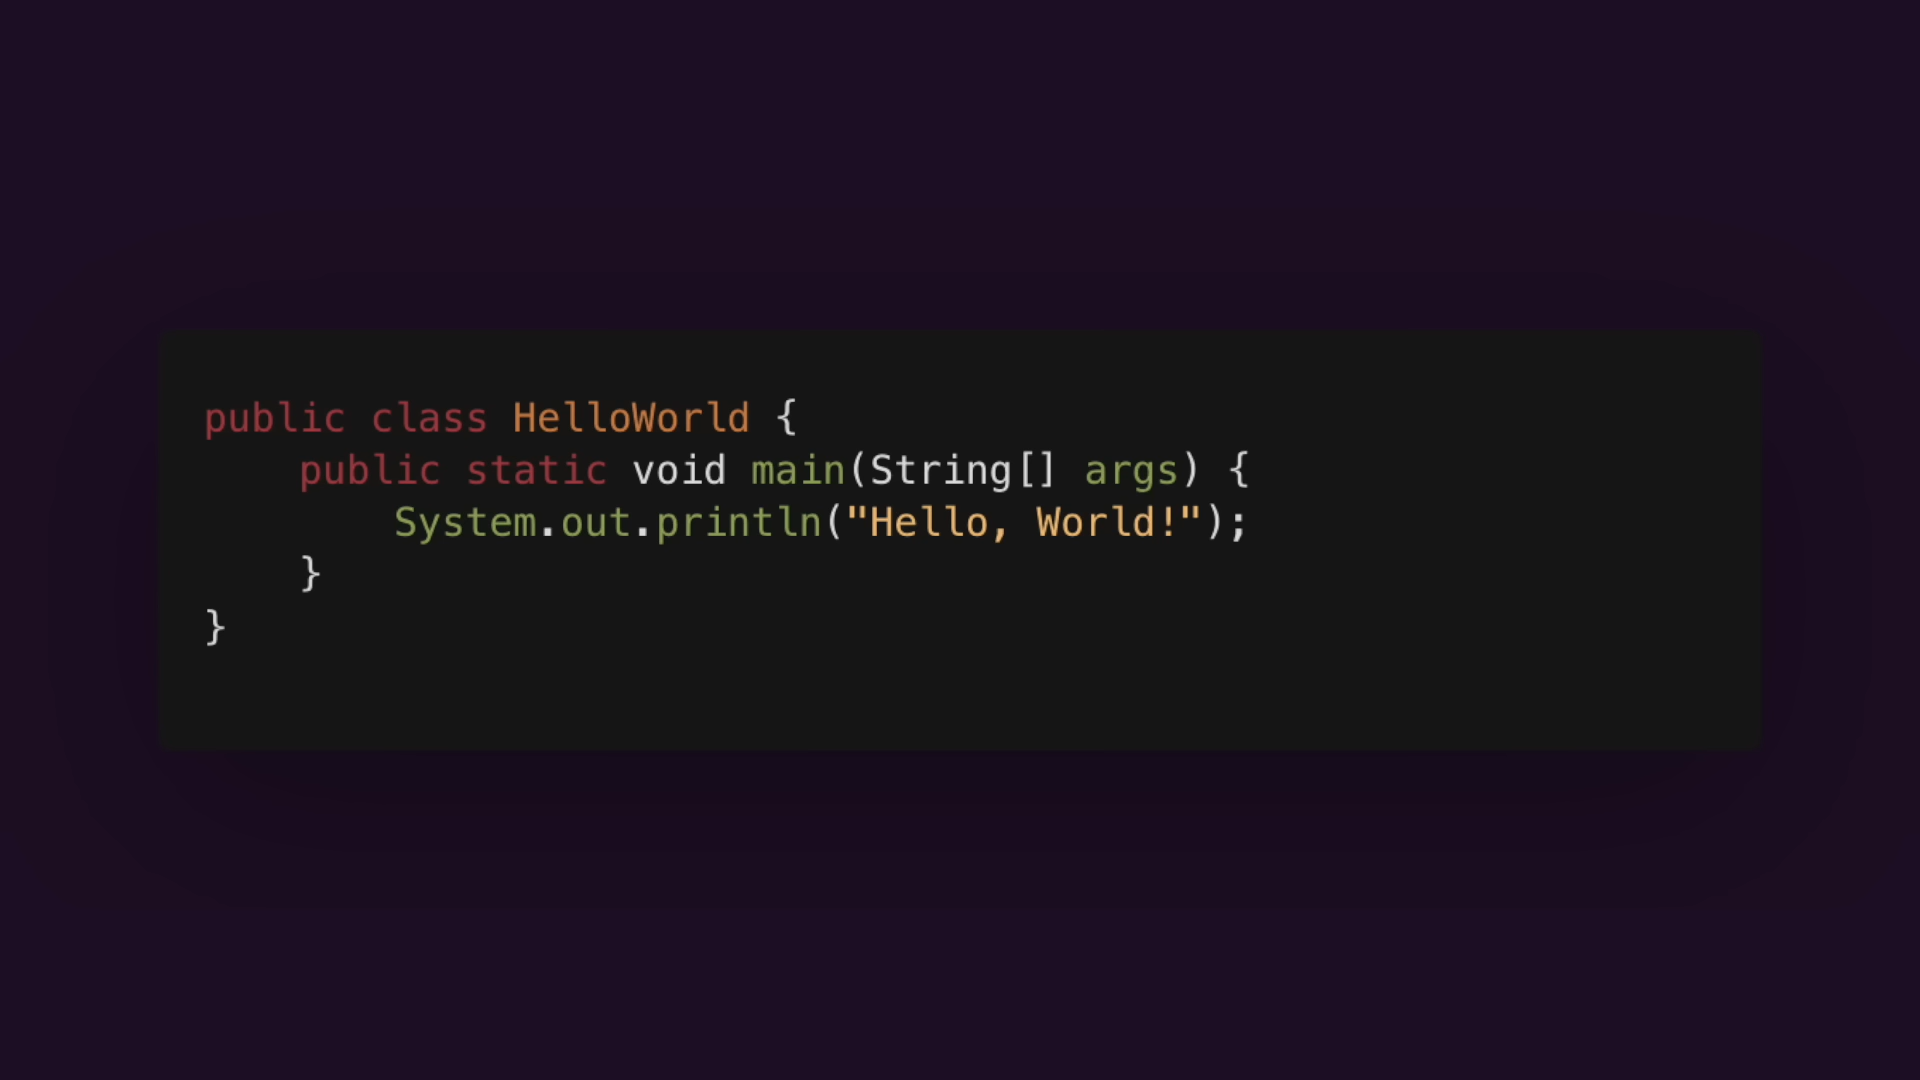 public class HelloWorld {
    public static void main(String[] args) {
        System.out.println("Hello, World!");
    }
}